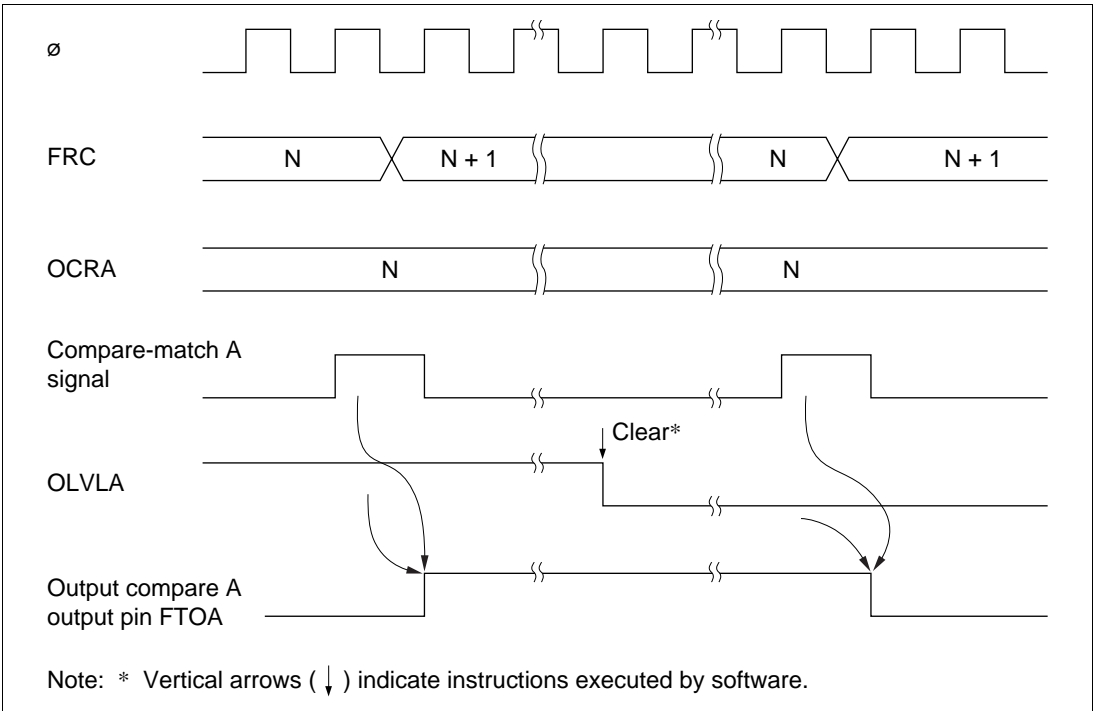 ø
FRC N N + 1 N N + 1
OCRA N N
Compare-match A
signal
Clear*
OLVLA
Output compare A
output pin FTOA
Note: * Vertical arrows ( ↓ ) indicate instructions executed by software.